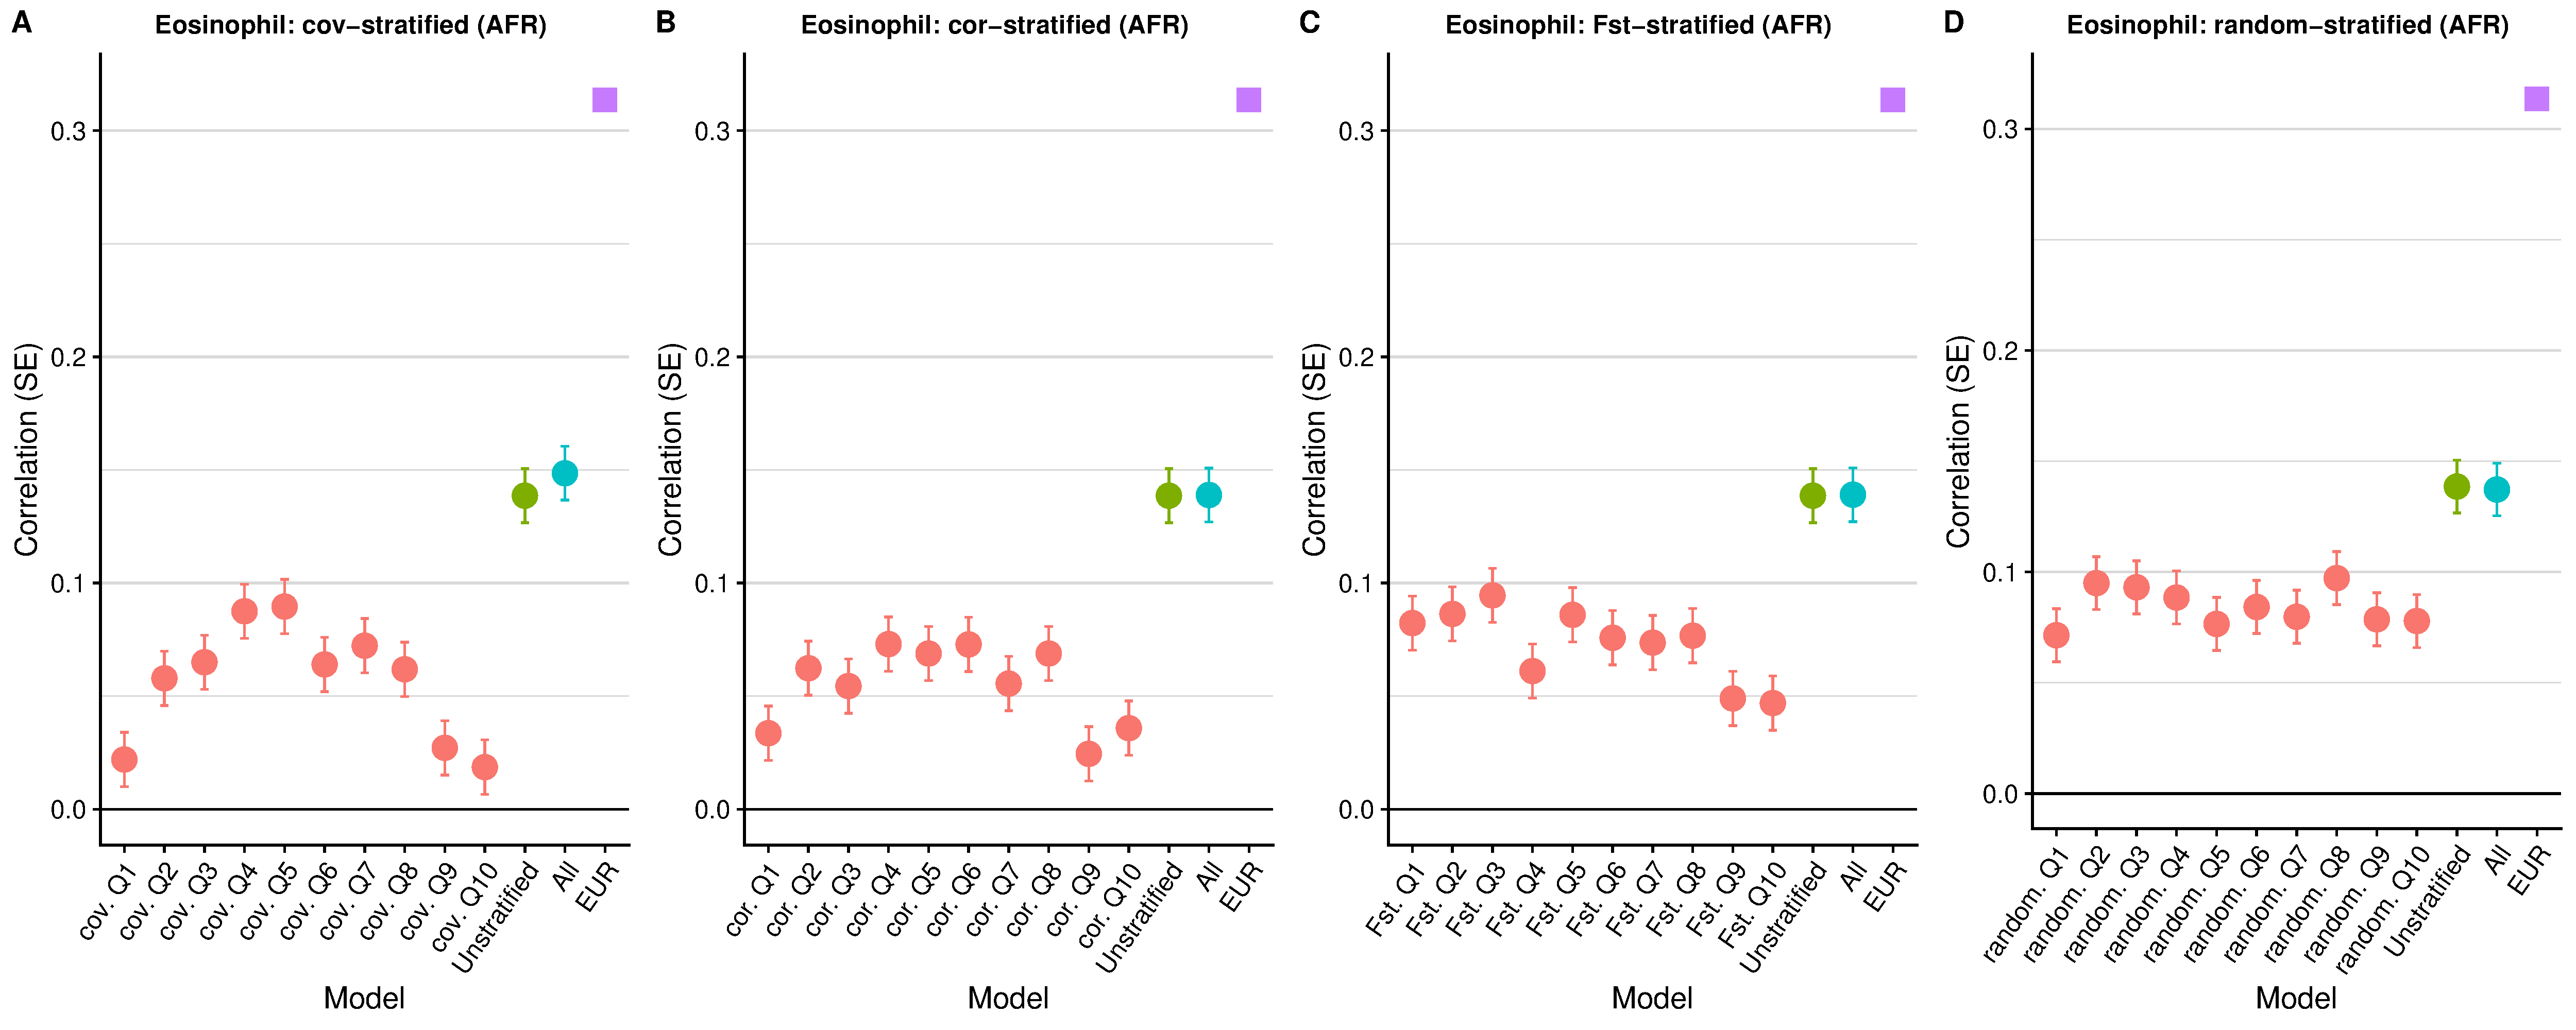 A
Eosinophil: cov−stratified (AFR)
Correlation (SE)
0.3
0.2
0.1
0.0
cov. Q1
cov. Q2
cov. Q3
cov. Q4
cov. Q5
cov. Q6
cov. Q7
cov. Q8
cov. Q9
cov. Q10
Unstratified
All
EUR
Model
B
Eosinophil: cor−stratified (AFR)
Correlation (SE)
0.3
0.2
0.1
0.0
cor. Q1
cor. Q2
cor. Q3
cor. Q4
cor. Q5
cor. Q6
cor. Q7
cor. Q8
cor. Q9
cor. Q10
Unstratified
All
EUR
Model
C
Eosinophil: Fst−stratified (AFR)
Correlation (SE)
0.3
0.2
0.1
0.0
Fst. Q1
Fst. Q2
Fst. Q3
Fst. Q4
Fst. Q5
Fst. Q6
Fst. Q7
Fst. Q8
Fst. Q9
Fst. Q10
Unstratified
All
EUR
Model
D
Eosinophil: random−stratified (AFR)
Correlation (SE)
0.3
0.2
0.1
0.0
random. Q1
random. Q2
random. Q3
random. Q4
random. Q5
random. Q6
random. Q7
random. Q8
random. Q9
random. Q10
Unstratified
All
EUR
Model